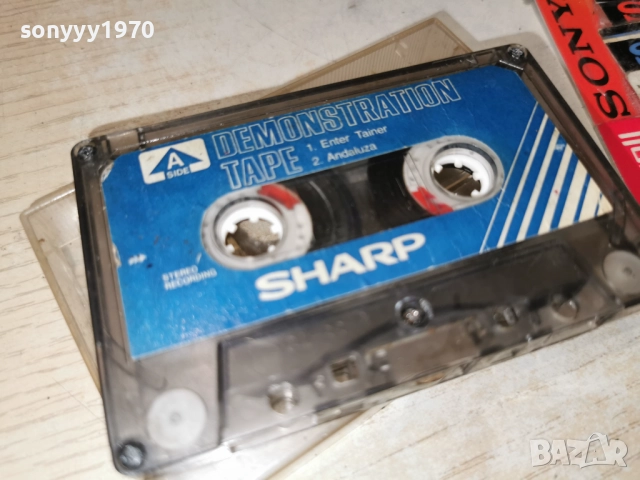 sonyyy1970
DEMONSTRATION
TAPE
1. Enter Tainer
2. Andaluza
A
SIDE
STEREO
RECORDING
SHARP
SONY
BAZAR